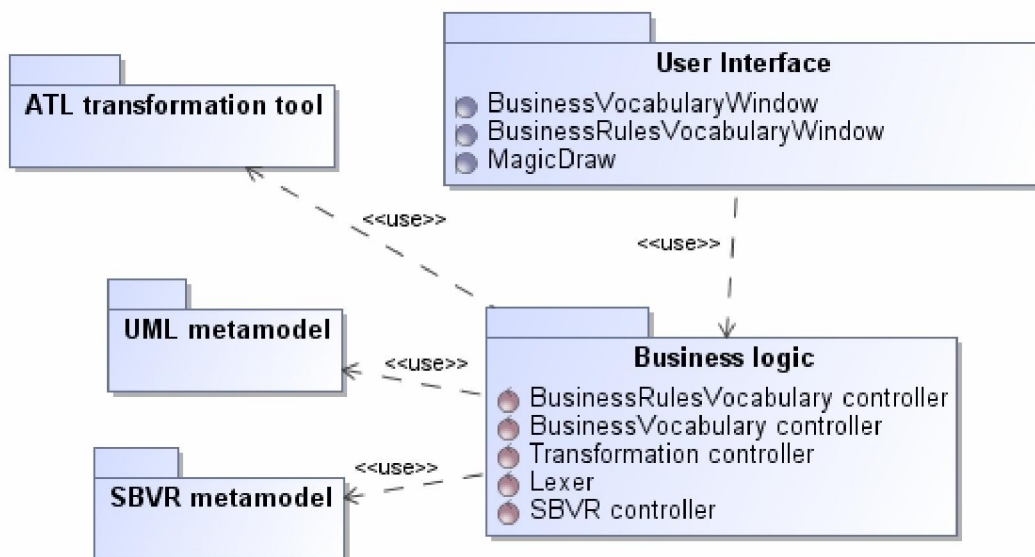 User Interface
BusinessVocabularyWindow
BusinessRulesVocabularyWindow
MagicDraw
ATL transformation tool
<<use>>
<<use>>
UML metamodel
<<use>>
Business logic
BusinessRulesVocabulary controller
BusinessVocabulary controller
Transformation controller
Lexer
SBVR controller
<<use>>
SBVR metamodel